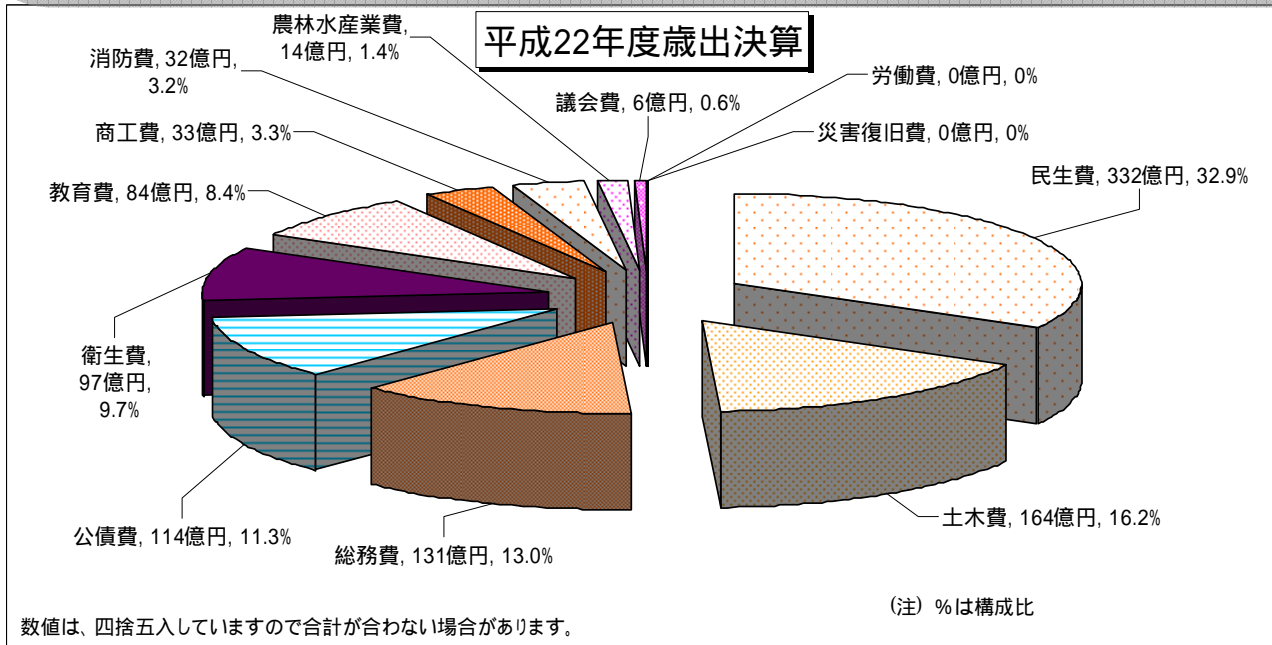 平成22年度歳出決算
農林水産業費,
14億円, 1.4%
消防費, 32億円,
3.2%
商工費, 33億円, 3.3%
教育費, 84億円, 8.4%
議会費, 6億円, 0.6%
労働費, 0億円, 0%
災害復旧費, 0億円, 0%
民生費, 332億円, 32.9%
衛生費,
97億円,
9.7%
公債費, 114億円, 11.3%
総務費, 131億円, 13.0%
土木費, 164億円, 16.2%
(注) %は構成比
数値は、四捨五入していますので合計が合わない場合があります。